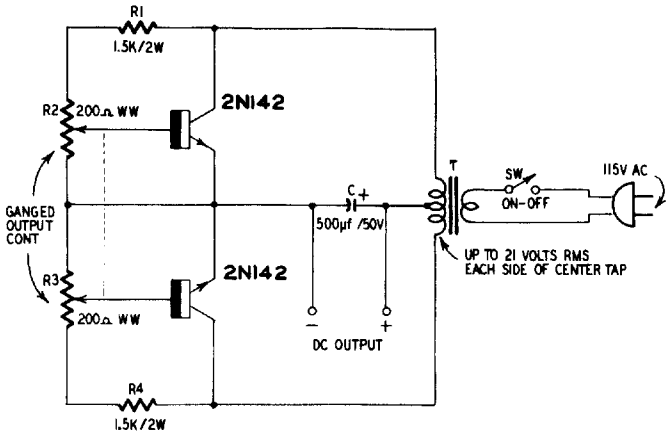 R1
1.5K/2W
2N142
R2
200Ω WW
T
115V AC
SW
ON-OFF
C
+
500μf /50V
GANGED
OUTPUT
CONT
2N142
UP TO 21 VOLTS RMS
EACH SIDE OF CENTER TAP
R3
200Ω WW
−
+
DC OUTPUT
R4
1.5K/2W